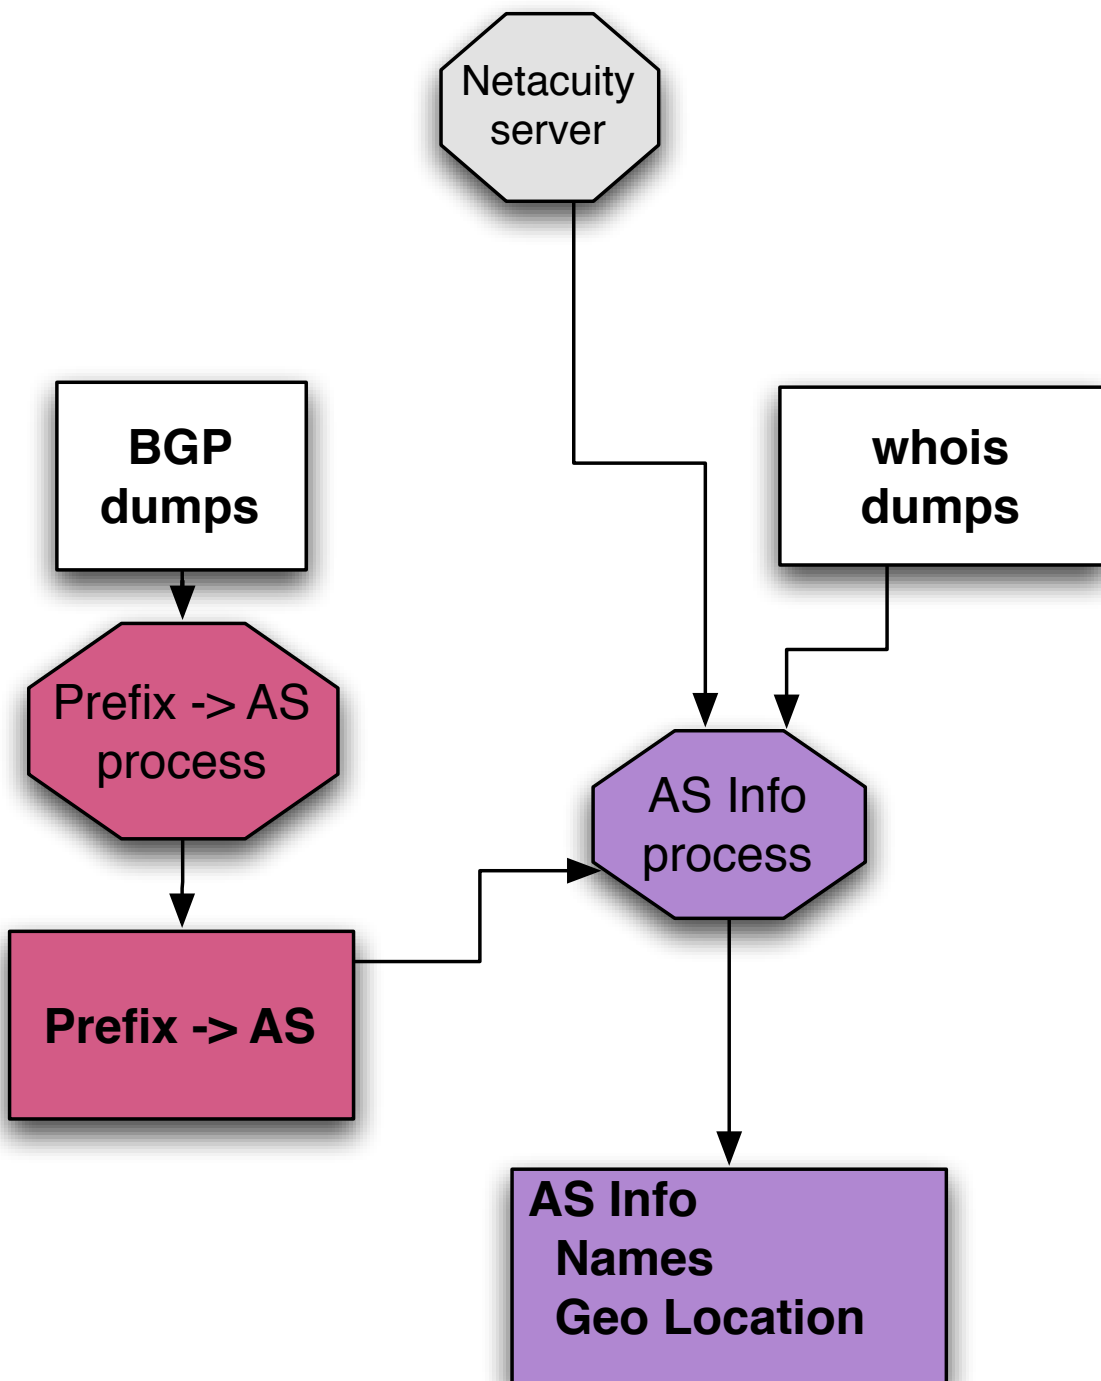 Netacuity
server
BGP
dumps
whois
dumps
Prefix -> AS
process
AS Info
process
Prefix -> AS
AS Info
Names
Geo Location